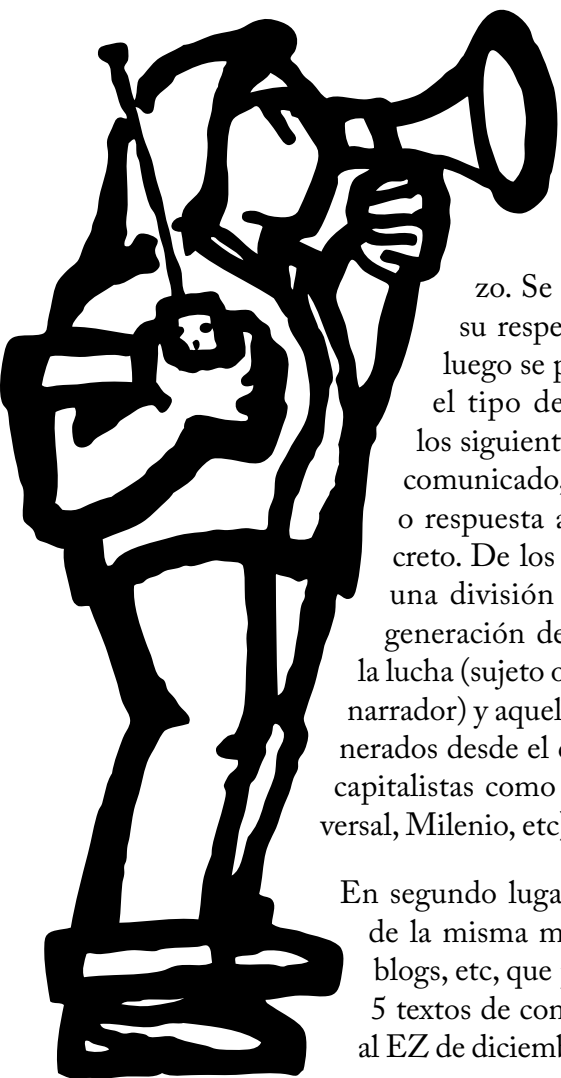 zo. Se
su respe
luego se p
el tipo de
los siguient
comunicado,
o respuesta a
creto. De los
una división
generación de
la lucha (sujeto o
narrador) y aquel
nerados desde el
capitalistas como
versal, Milenio, etc
En segundo luga
de la misma m
blogs, etc, que
5 textos de con
al EZ de diciemb